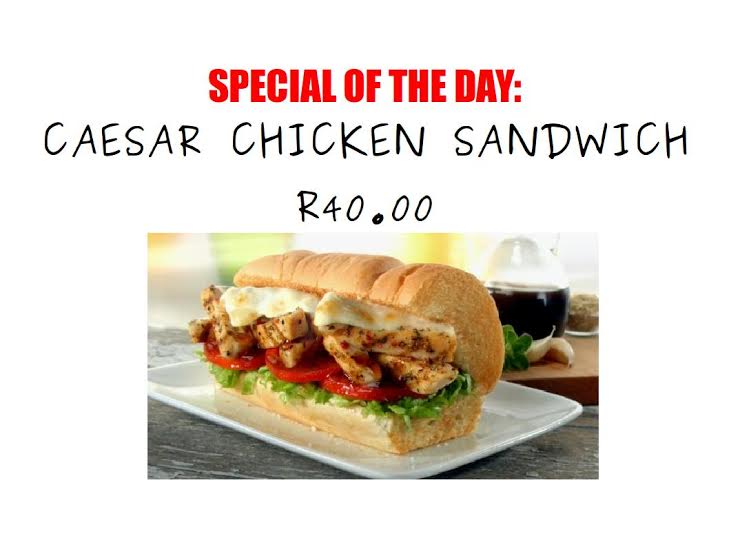 SPECIAL OF THE DAY:
CAESAR CHICKEN SANDWICH
R40.00